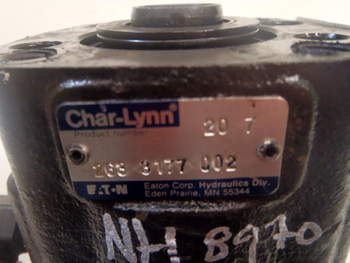 Char-Lynn®
Product number 20 7
263 3177 002
EATON Eaton Corp. Hydraulics Div.
Eden Prairie, MN 55344
NH 8970